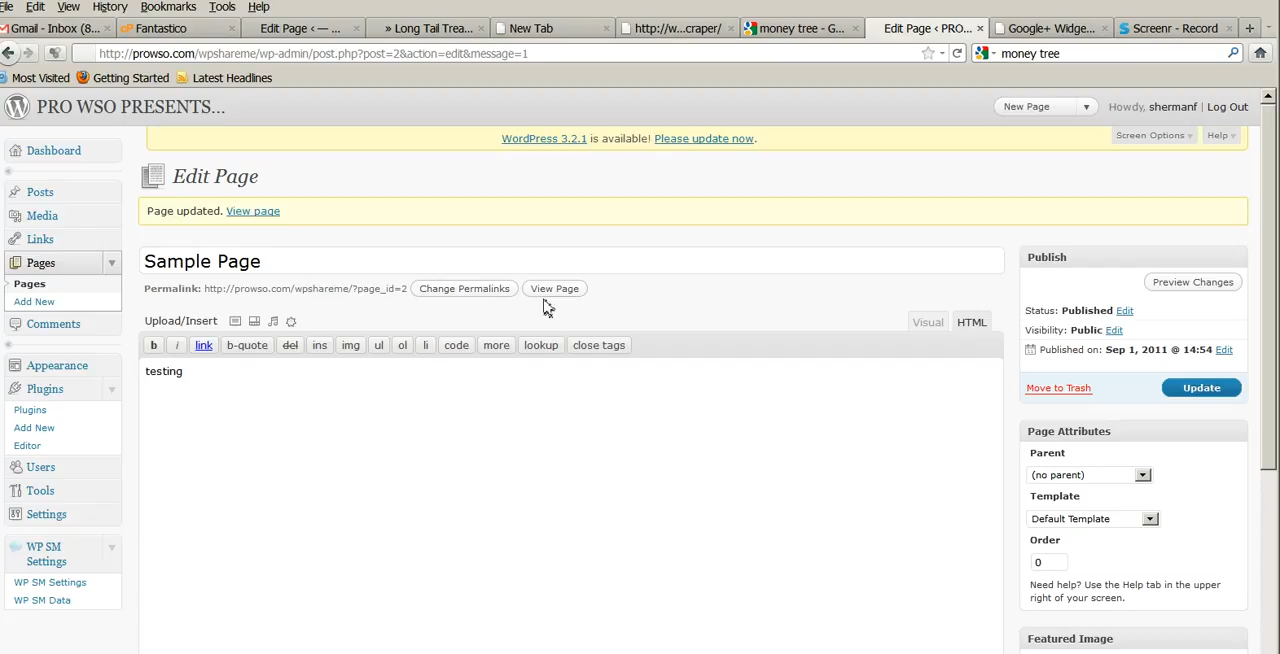 File Edit View History Bookmarks Tools Help
Gmail - Inbox (8... × cP Fantastico × Edit Page ‹ — ... × » Long Tail Trea... × New Tab × http://w...craper/ × money tree - G... × Edit Page ‹ PRO... × Google+ Widge... × Screenr - Record × +
http://prowso.com/wpshareme/wp-admin/post.php?post=2&action=edit&message=1 money tree
Most Visited Getting Started Latest Headlines
PRO WSO PRESENTS... New Page Howdy, shermanf | Log Out
WordPress 3.2.1 is available! Please update now. Screen Options Help
Dashboard
Posts
Media
Links
Pages
Pages
Add New
Comments
Appearance
Plugins
Plugins
Add New
Editor
Users
Tools
Settings
WP SM
Settings
WP SM Settings
WP SM Data
Edit Page
Page updated. View page
Sample Page
Permalink: http://prowso.com/wpshareme/?page_id=2 Change Permalinks View Page
Upload/Insert Visual HTML
b i link b-quote del ins img ul ol li code more lookup close tags
testing
Publish
Preview Changes
Status: Published Edit
Visibility: Public Edit
Published on: Sep 1, 2011 @ 14:54 Edit
Move to Trash Update
Page Attributes
Parent
(no parent)
Template
Default Template
Order
0
Need help? Use the Help tab in the upper
right of your screen.
Featured Image